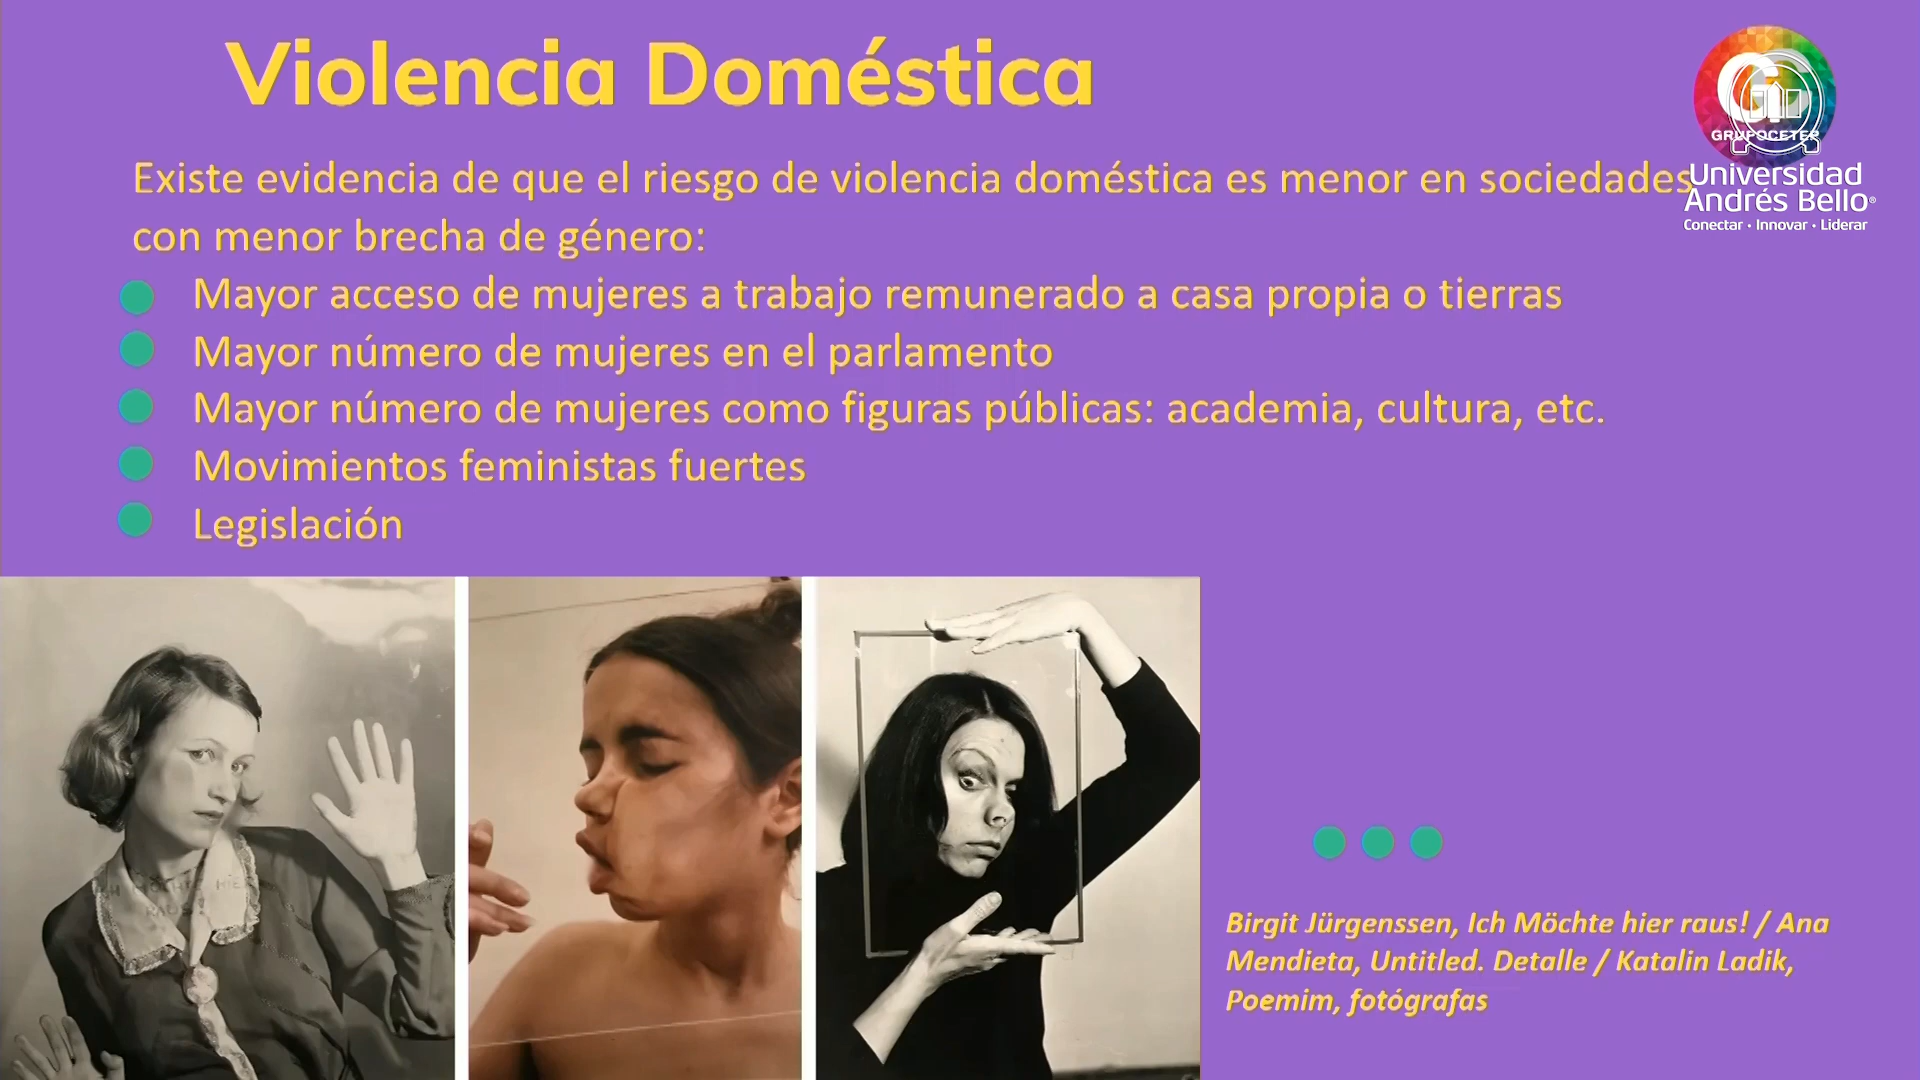 Violencia Doméstica
GRUPOCETEP
Existe evidencia de que el riesgo de violencia doméstica es menor en sociedades
Universidad
Andrés Bello®
Conectar • Innovar • Liderar
con menor brecha de género:
Mayor acceso de mujeres a trabajo remunerado a casa propia o tierras
Mayor número de mujeres en el parlamento
Mayor número de mujeres como figuras públicas: academia, cultura, etc.
Movimientos feministas fuertes
Legislación
Birgit Jürgenssen, Ich Möchte hier raus! / Ana
Mendieta, Untitled. Detalle / Katalin Ladik,
Poemim, fotógrafas